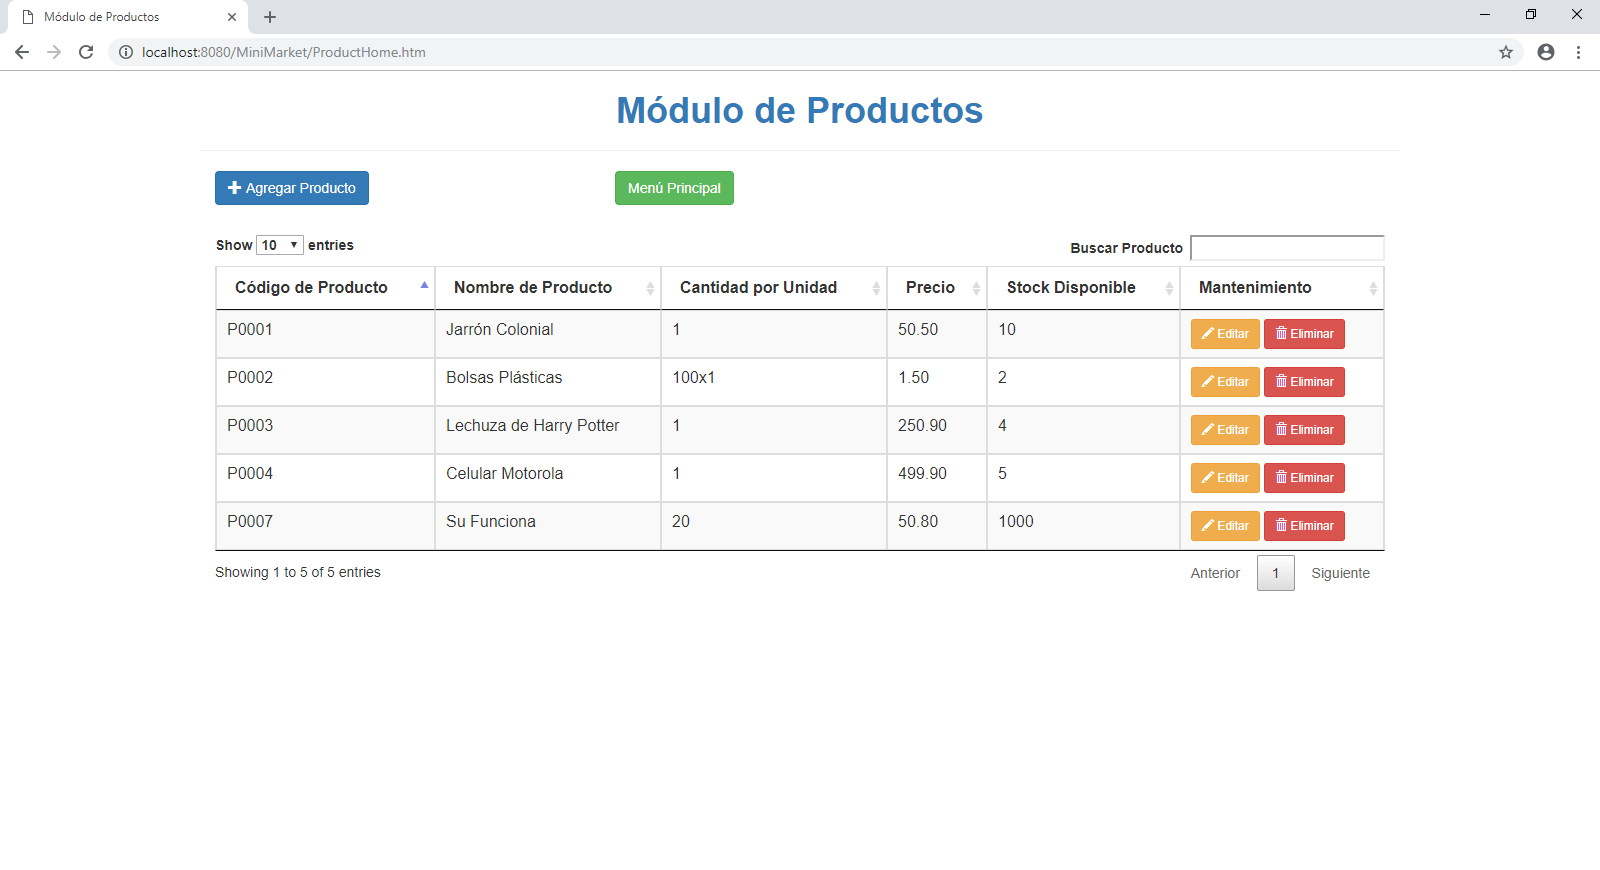 Módulo de Productos
localhost:8080/MiniMarket/ProductHome.htm
Módulo de Productos
Agregar Producto Menú Principal
Show 10 entries Buscar Producto
Código de Producto Nombre de Producto Cantidad por Unidad Precio Stock Disponible Mantenimiento
P0001 Jarrón Colonial 1 50.50 10 Editar Eliminar
P0002 Bolsas Plásticas 100x1 1.50 2 Editar Eliminar
P0003 Lechuza de Harry Potter 1 250.90 4 Editar Eliminar
P0004 Celular Motorola 1 499.90 5 Editar Eliminar
P0007 Su Funciona 20 50.80 1000 Editar Eliminar
Showing 1 to 5 of 5 entries Anterior 1 Siguiente